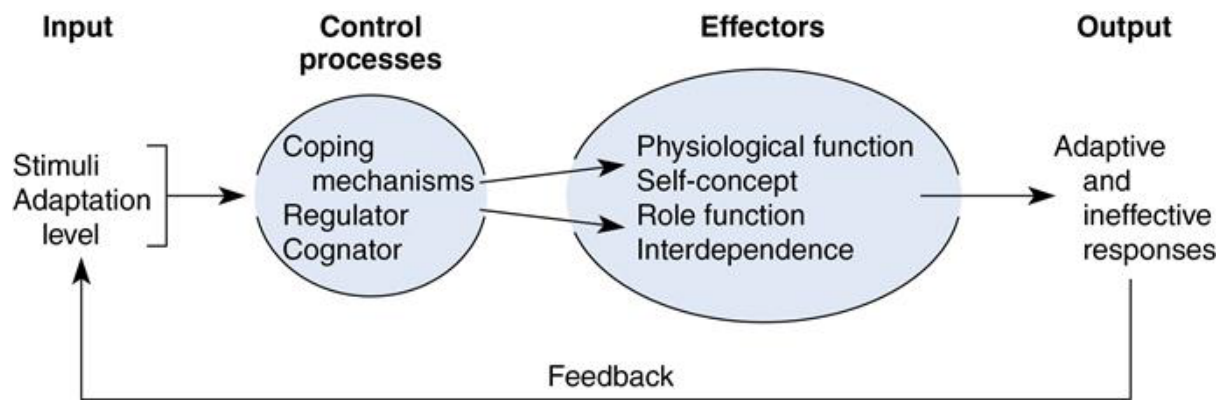 Input
Control
processes
Effectors
Output
Stimuli
Adaptation
level
Coping
mechanisms
Regulator
Cognator
Physiological function
Self-concept
Role function
Interdependence
Adaptive
and
ineffective
responses
Feedback